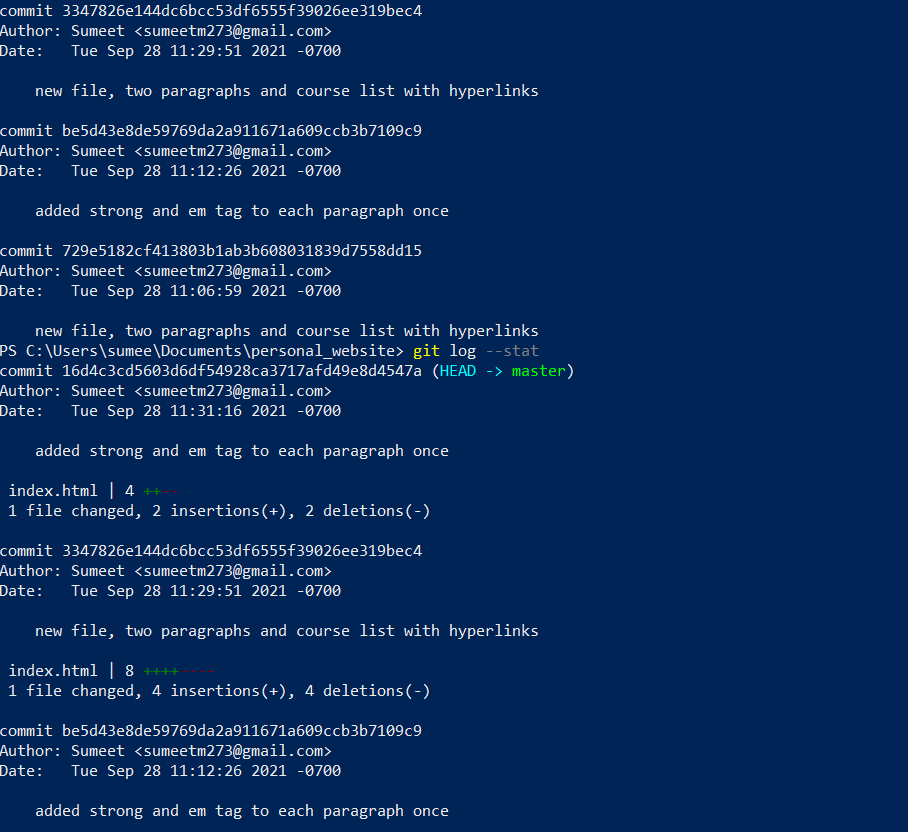 commit 3347826e144dc6bcc53df6555f39026ee319bec4
Author: Sumeet <sumeetm273@gmail.com>
Date:   Tue Sep 28 11:29:51 2021 -0700
new file, two paragraphs and course list with hyperlinks
commit be5d43e8de59769da2a911671a609ccb3b7109c9
Author: Sumeet <sumeetm273@gmail.com>
Date:   Tue Sep 28 11:12:26 2021 -0700
added strong and em tag to each paragraph once
commit 729e5182cf413803b1ab3b608031839d7558dd15
Author: Sumeet <sumeetm273@gmail.com>
Date:   Tue Sep 28 11:06:59 2021 -0700
new file, two paragraphs and course list with hyperlinks
PS C:\Users\sumee\Documents\personal_website> git log --stat
commit 16d4c3cd5603d6df54928ca3717afd49e8d4547a (HEAD -> master)
Author: Sumeet <sumeetm273@gmail.com>
Date:   Tue Sep 28 11:31:16 2021 -0700
added strong and em tag to each paragraph once
index.html | 4 ++--
1 file changed, 2 insertions(+), 2 deletions(-)
commit 3347826e144dc6bcc53df6555f39026ee319bec4
Author: Sumeet <sumeetm273@gmail.com>
Date:   Tue Sep 28 11:29:51 2021 -0700
new file, two paragraphs and course list with hyperlinks
index.html | 8 ++++----
1 file changed, 4 insertions(+), 4 deletions(-)
commit be5d43e8de59769da2a911671a609ccb3b7109c9
Author: Sumeet <sumeetm273@gmail.com>
Date:   Tue Sep 28 11:12:26 2021 -0700
added strong and em tag to each paragraph once